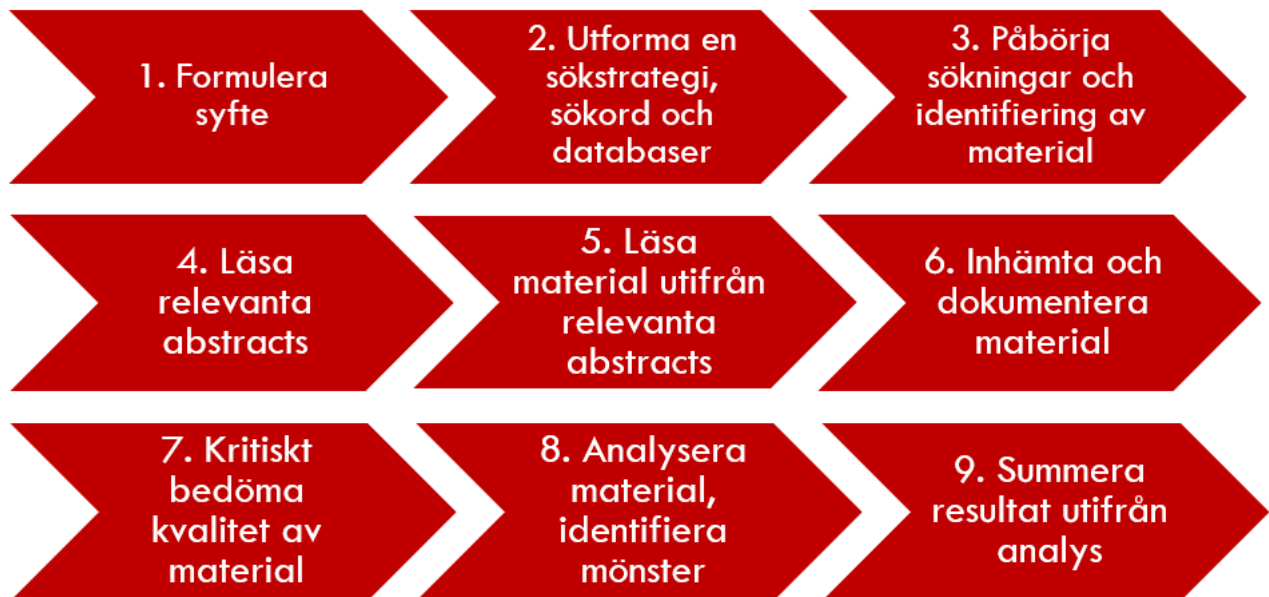 1. Formulera
syfte
2. Utforma en
sökstrategi,
sökord och
databaser
3. Påbörja
sökningar och
identifiering av
material
4. Läsa
relevanta
abstracts
5. Läsa
material utifrån
relevanta
abstracts
6. Inhämta och
dokumentera
material
7. Kritiskt
bedöma
kvalitet av
material
8. Analysera
material,
identifiera
mönster
9. Summera
resultat utifrån
analys